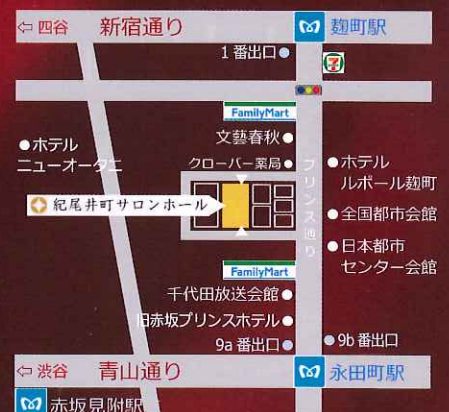 ⇦ 四谷 新宿通り 麹町駅
1 番出口
7
FamilyMart
文藝春秋
ホテル
ニューオータニ
クローバー薬局
プリンス通り
ホテル
ルポール麹町
紀尾井町サロンホール
全国都市会館
日本都市
センター会館
FamilyMart
千代田放送会館
旧赤坂プリンスホテル
9a 番出口
9b 番出口
⇦ 渋谷 青山通り 永田町駅
赤坂見附駅